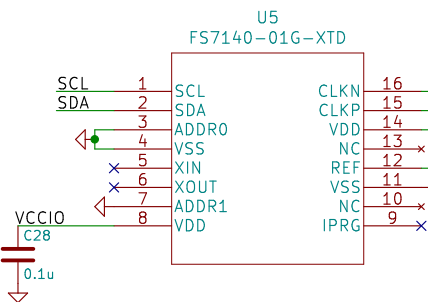 U5
FS7140-01G-XTD
SCL 1 SCL CLKN 16
SDA 2 SDA CLKP 15
3 ADDR0 VDD 14
4 VSS NC 13
5 XIN REF 12
6 XOUT VSS 11
7 ADDR1 NC 10
VCCIO 8 VDD IPRG 9
C28
0.1u